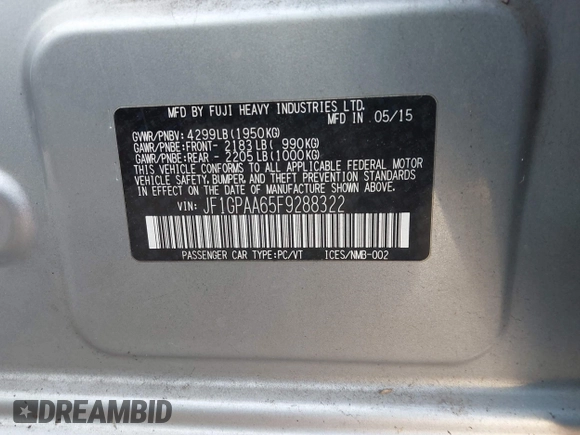 MFD BY FUJI HEAVY INDUSTRIES LTD.
MFD IN 05/15
GVWR/PNBV: 4299LB(1950KG)
GAWR/PNBE:FRONT- 2183LB( 990KG)
GAWR/PNBE:REAR - 2205LB(1000KG)
THIS VEHICLE CONFORMS TO ALL APPLICABLE FEDERAL MOTOR
VEHICLE SAFETY, BUMPER, AND THEFT PREVENTION STANDARDS
IN EFFECT ON THE DATE OF MANUFACTURE SHOWN ABOVE.
VIN: JF1GPAA65F9288322
PASSENGER CAR TYPE:PC/VT ICES/NMB-002
DREAMBID